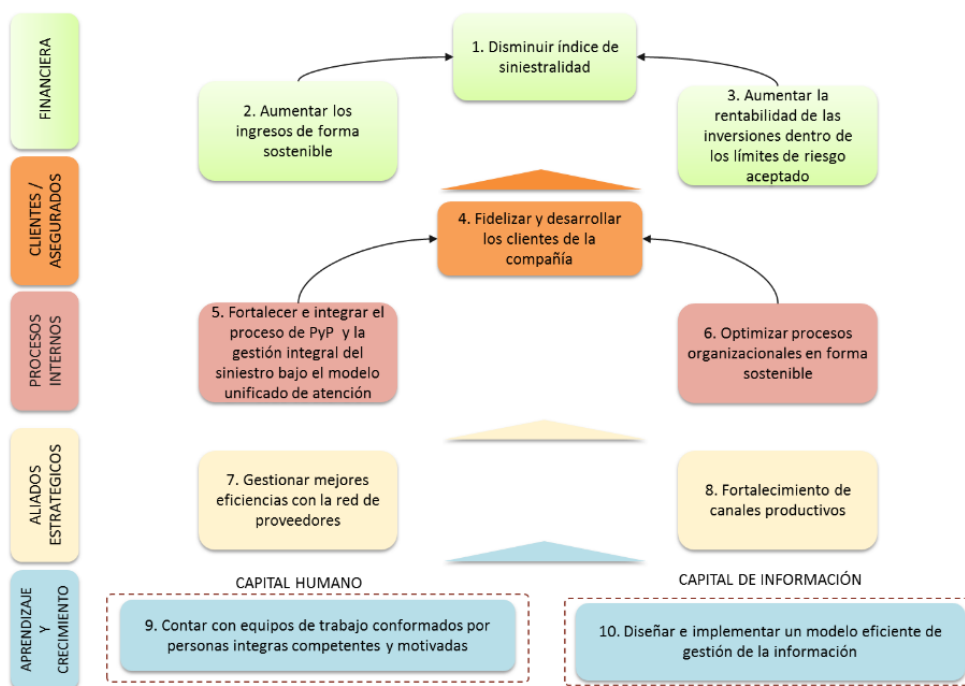 FINANCIERA
1. Disminuir índice de
siniestralidad
2. Aumentar los
ingresos de forma
sostenible
3. Aumentar la
rentabilidad de las
inversiones dentro de
los límites de riesgo
aceptado
CLIENTES /
ASEGURADOS
4. Fidelizar y desarrollar
los clientes de la
compañía
PROCESOS
INTERNOS
5. Fortalecer e integrar el
proceso de PyP y la
gestión integral del
siniestro bajo el modelo
unificado de atención
6. Optimizar procesos
organizacionales en forma
sostenible
ALIADOS
ESTRATEGICOS
7. Gestionar mejores
eficiencias con la red de
proveedores
8. Fortalecimiento de
canales productivos
APRENDIZAJE
Y
CRECIMIENTO
CAPITAL HUMANO
9. Contar con equipos de trabajo conformados por
personas integras competentes y motivadas
CAPITAL DE INFORMACIÓN
10. Diseñar e implementar un modelo eficiente de
gestión de la información